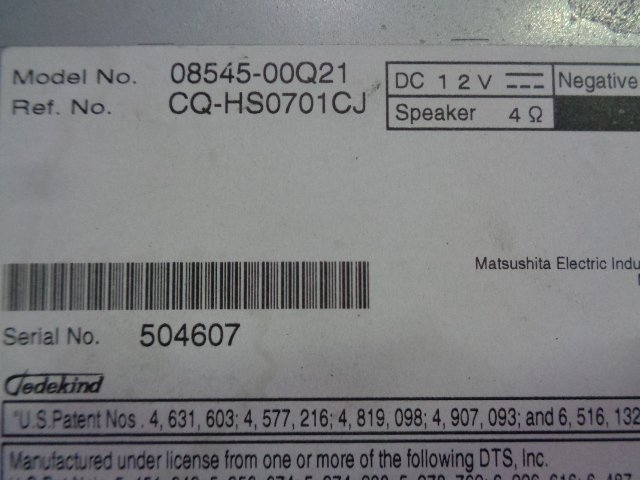 Model No. 08545-00Q21
Ref. No. CQ-HS0701CJ
DC 12V Negative
Speaker 4Ω
Matsushita Electric Indu
Serial No. 504607
Jedekind
*U.S.Patent Nos. 4, 631, 603; 4, 577, 216; 4, 819, 098; 4, 907, 093; and 6, 516, 132
Manufactured under license from one or more of the following DTS, Inc.